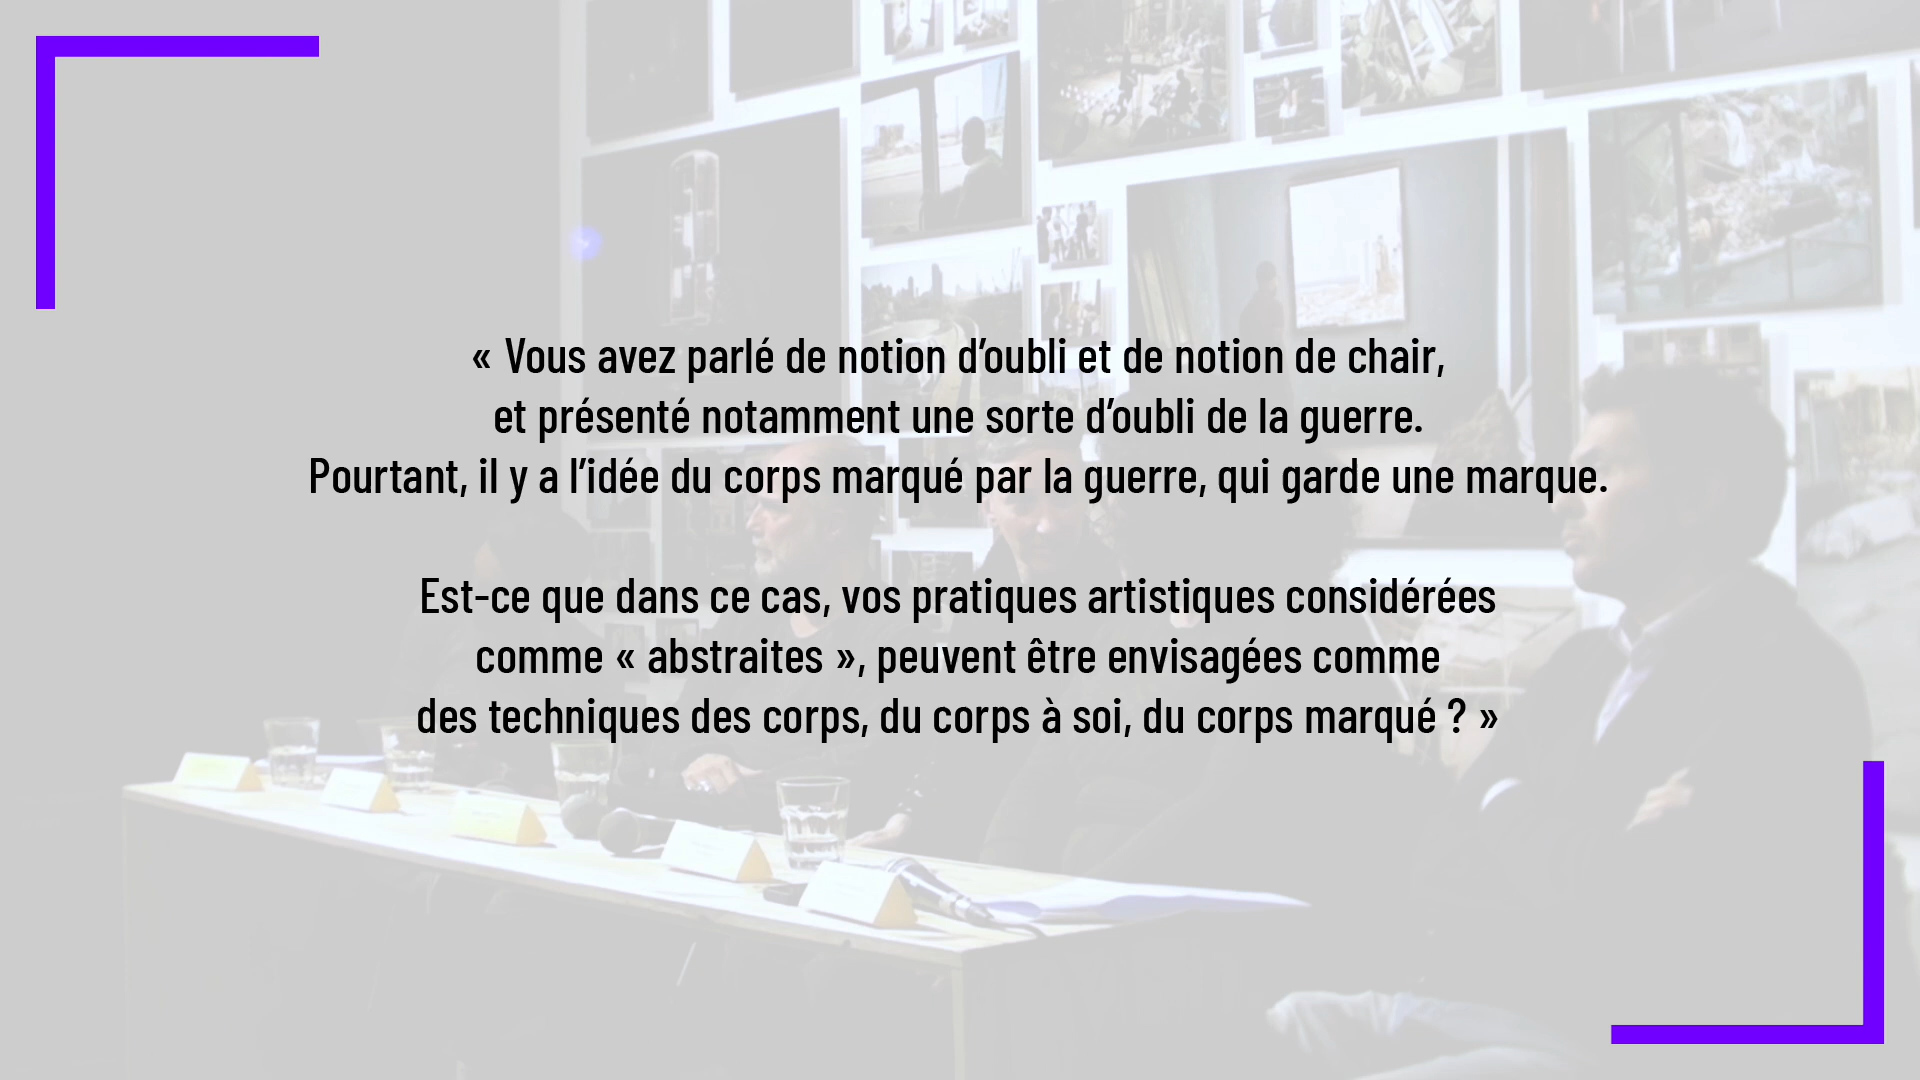 « Vous avez parlé de notion d’oubli et de notion de chair,
et présenté notamment une sorte d’oubli de la guerre.
Pourtant, il y a l’idée du corps marqué par la guerre, qui garde une marque.
Est-ce que dans ce cas, vos pratiques artistiques considérées
comme « abstraites », peuvent être envisagées comme
des techniques des corps, du corps à soi, du corps marqué ? »